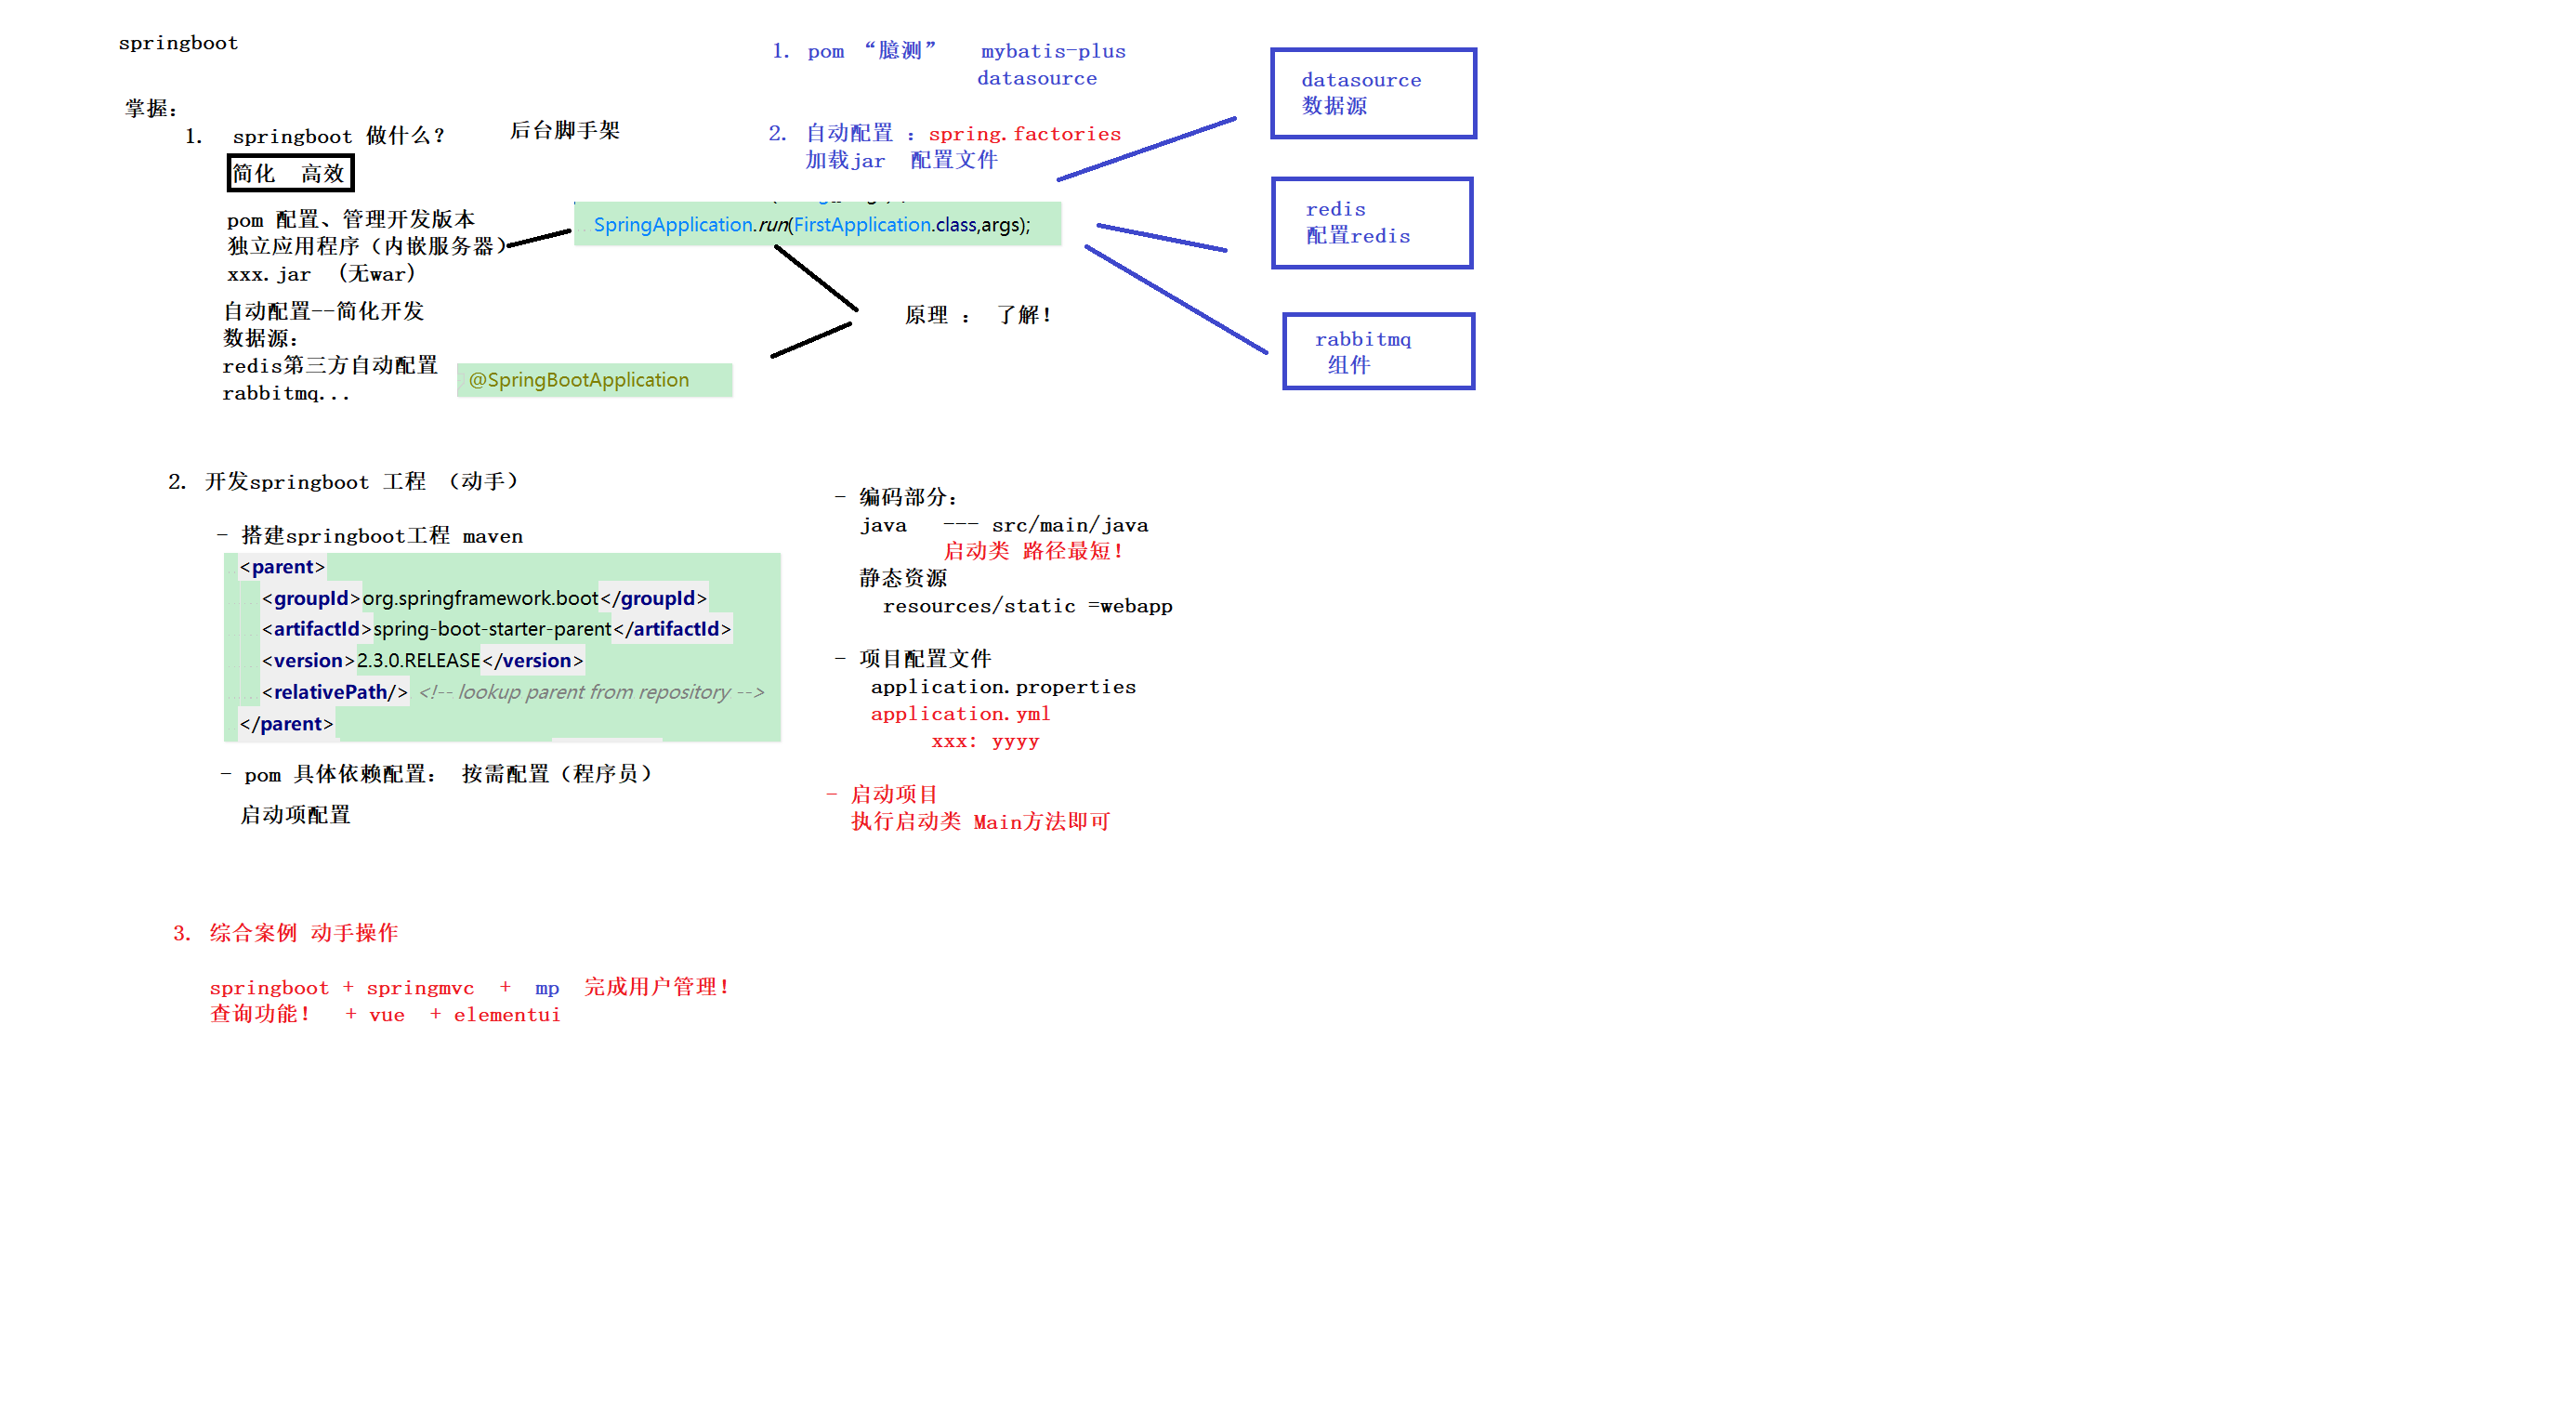 springboot
掌握：
1. springboot 做什么？ 后台脚手架
简化 高效
pom 配置、管理开发版本
独立应用程序（内嵌服务器）
xxx.jar （无war）
自动配置--简化开发
数据源：
redis第三方自动配置
rabbitmq...
SpringApplication.run(FirstApplication.class,args);
@SpringBootApplication
原理 ： 了解！
1. pom “臆测” mybatis-plus
datasource
2. 自动配置 ：spring.factories
加载jar 配置文件
datasource
数据源
redis
配置redis
rabbitmq
组件
2. 开发springboot 工程 （动手）
- 搭建springboot工程 maven
<parent>
<groupId>org.springframework.boot</groupId>
<artifactId>spring-boot-starter-parent</artifactId>
<version>2.3.0.RELEASE</version>
<relativePath/> <!-- lookup parent from repository -->
</parent>
- pom 具体依赖配置： 按需配置（程序员）
启动项配置
- 编码部分：
java --- src/main/java
启动类 路径最短！
静态资源
resources/static =webapp
- 项目配置文件
application.properties
application.yml
xxx: yyyy
- 启动项目
执行启动类 Main方法即可
3. 综合案例 动手操作
springboot + springmvc + mp 完成用户管理！
查询功能！ + vue + elementui